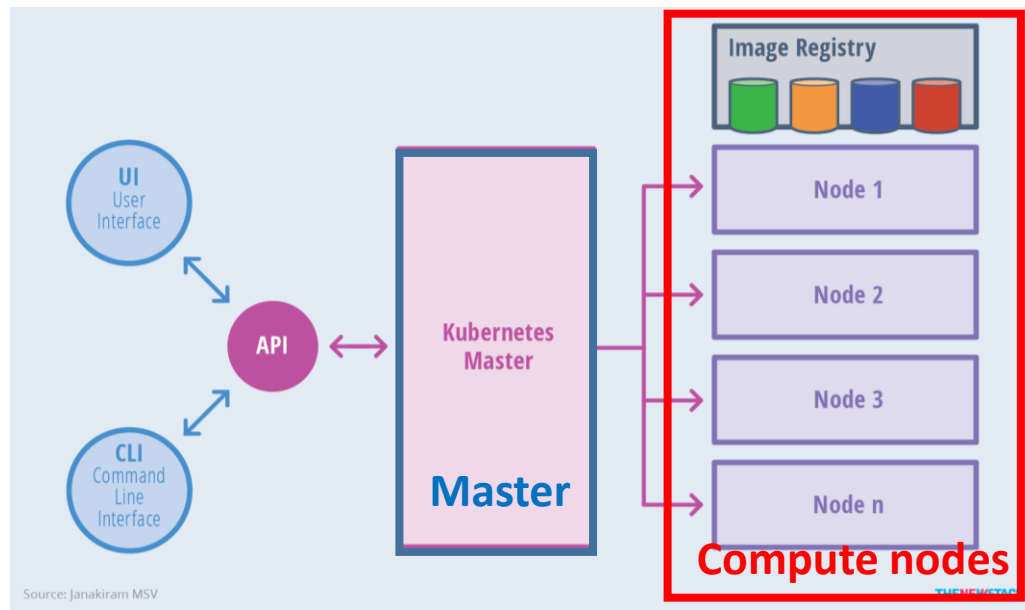 Image Registry
UI
User
Interface
Node 1
Node 2
API
Kubernetes
Master
Node 3
CLI
Command
Line
Interface
Master
Node n
Compute nodes
Source: Janakiram MSV
THENEWSTAC